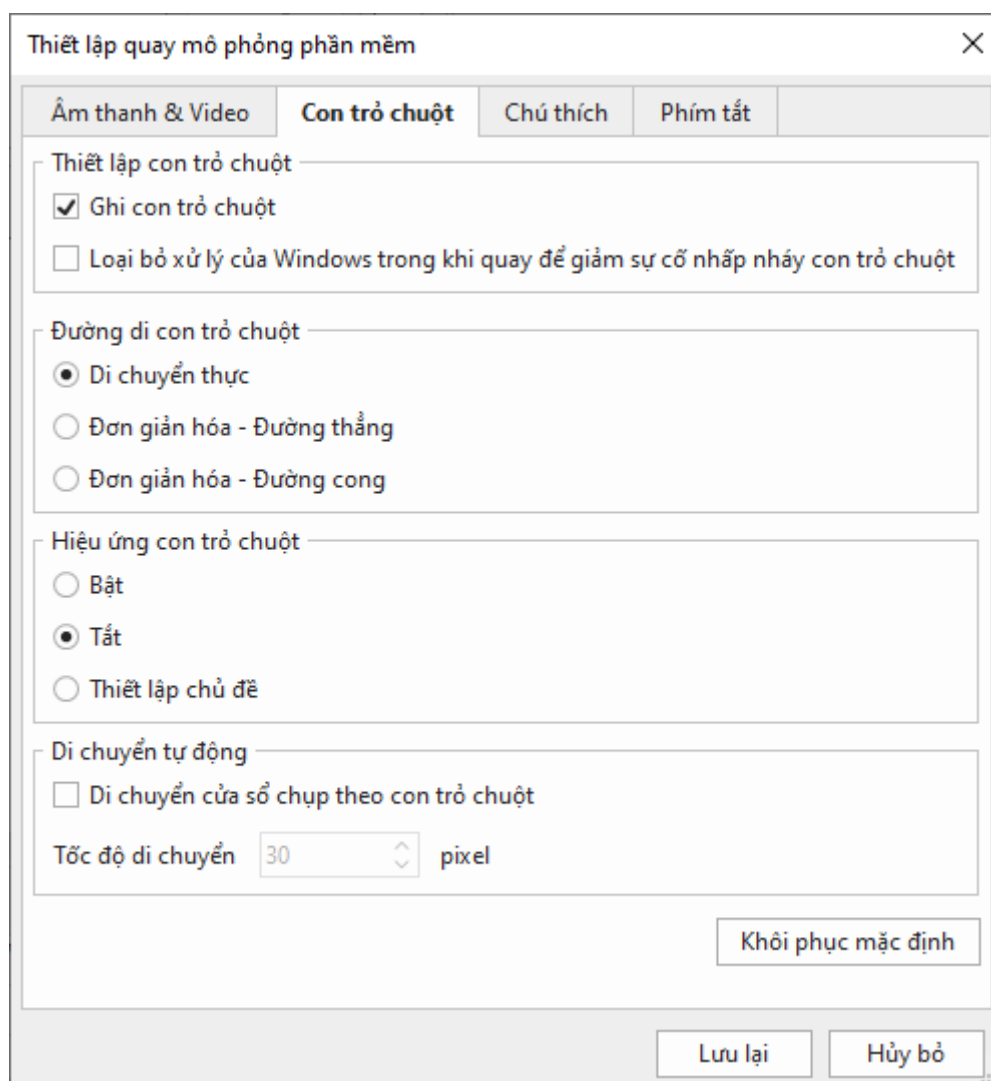 Thiết lập quay mô phỏng phần mềm
Âm thanh & Video Con trỏ chuột Chú thích Phím tắt
Thiết lập con trỏ chuột
Ghi con trỏ chuột
Loại bỏ xử lý của Windows trong khi quay để giảm sự cố nhấp nháy con trỏ chuột
Đường di con trỏ chuột
Di chuyển thực
Đơn giản hóa - Đường thẳng
Đơn giản hóa - Đường cong
Hiệu ứng con trỏ chuột
Bật
Tắt
Thiết lập chủ đề
Di chuyển tự động
Di chuyển cửa sổ chụp theo con trỏ chuột
Tốc độ di chuyển 30 pixel
Khôi phục mặc định
Lưu lại Hủy bỏ